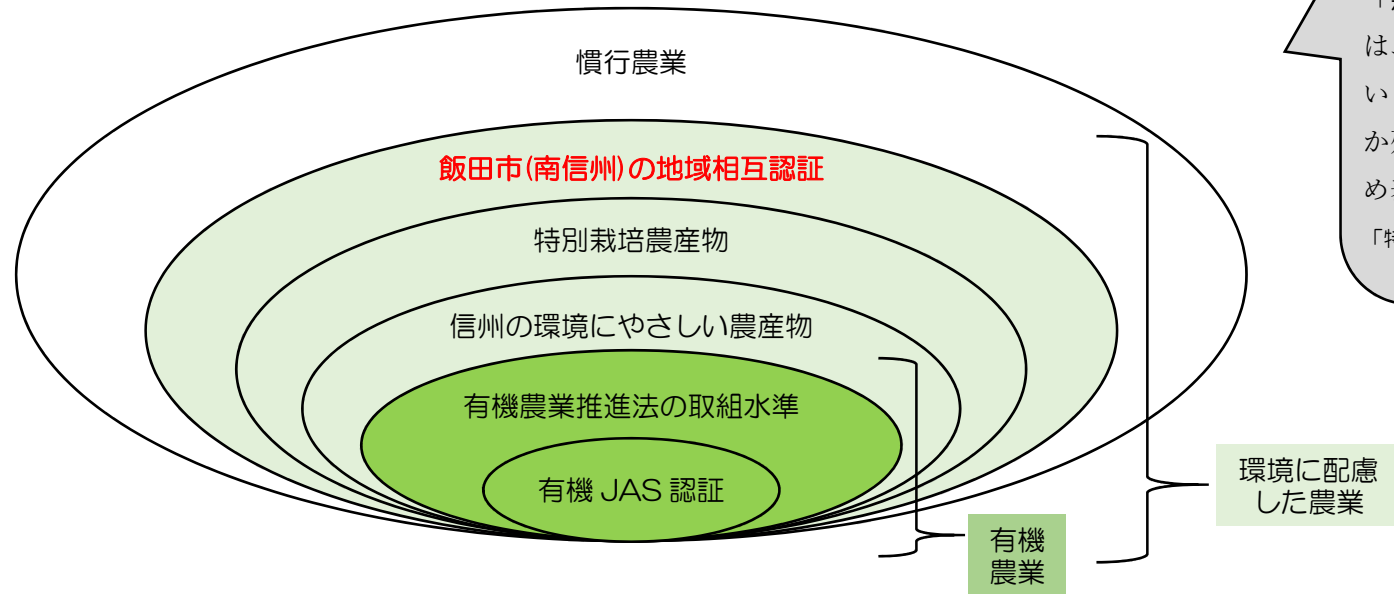 慣行農業
飯田市(南信州)の地域相互認証
特別栽培農産物
信州の環境にやさしい農産物
有機農業推進法の取組水準
有機 JAS 認証
環境に配慮
した農業
有機
農業
は
い
か
め
「特